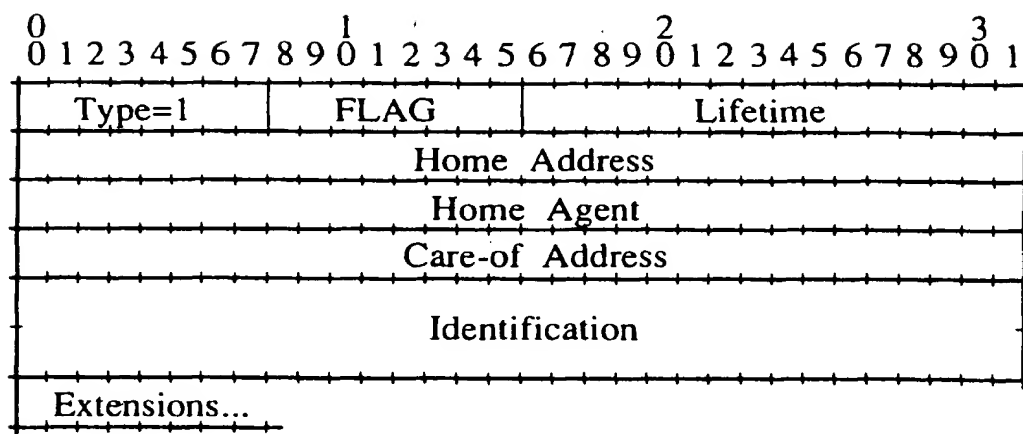 0 1 2 3
0 1 2 3 4 5 6 7 8 9 0 1 2 3 4 5 6 7 8 9 0 1 2 3 4 5 6 7 8 9 0 1
Type=1 FLAG Lifetime
Home Address
Home Agent
Care-of Address
Identification
Extensions...